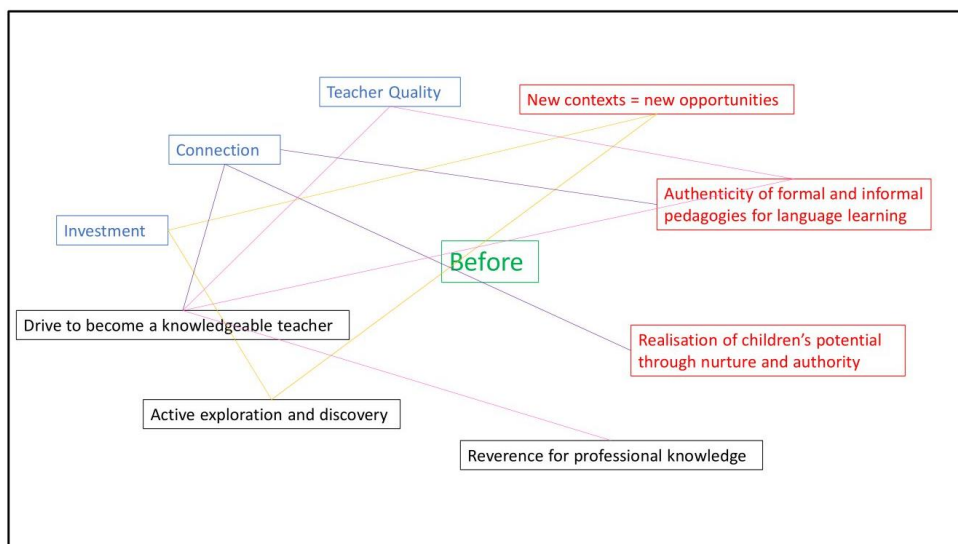 Teacher Quality
New contexts = new opportunities
Connection
Authenticity of formal and informal
pedagogies for language learning
Investment
Before
Drive to become a knowledgeable teacher
Realisation of children's potential
through nurture and authority
Active exploration and discovery
Reverence for professional knowledge